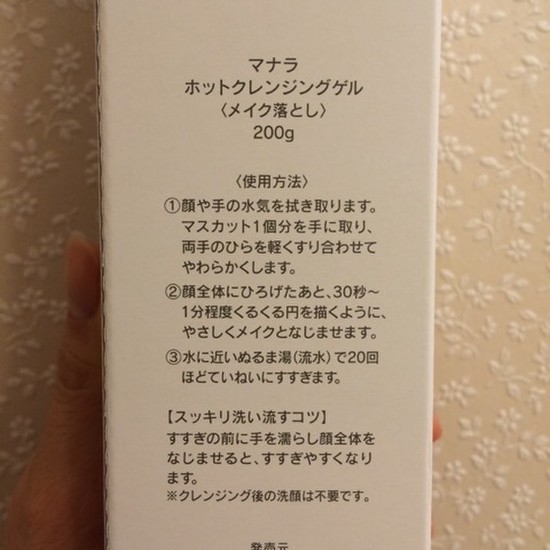 マナラ
ホットクレンジングゲル
〈メイク落とし〉
200g
〈使用方法〉
①顔や手の水気を拭き取ります。
マスカット1個分を手に取り、
両手のひらを軽くすり合わせて
やわらかくします。
②顔全体にひろげたあと、30秒〜
1分程度くるくる円を描くように、
やさしくメイクとなじませます。
③水に近いぬるま湯(流水)で20回
ほどていねいにすすぎます。
【スッキリ洗い流すコツ】
すすぎの前に手を濡らし顔全体を
なじませると、すすぎやすくなり
ます。
※クレンジング後の洗顔は不要です。
発売元